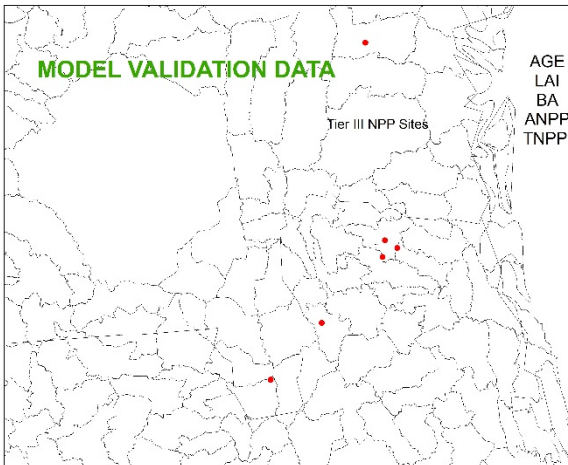 MODEL VALIDATION DATA
Tier III NPP Sites
AGE
LAI
BA
ANPP
TNPP